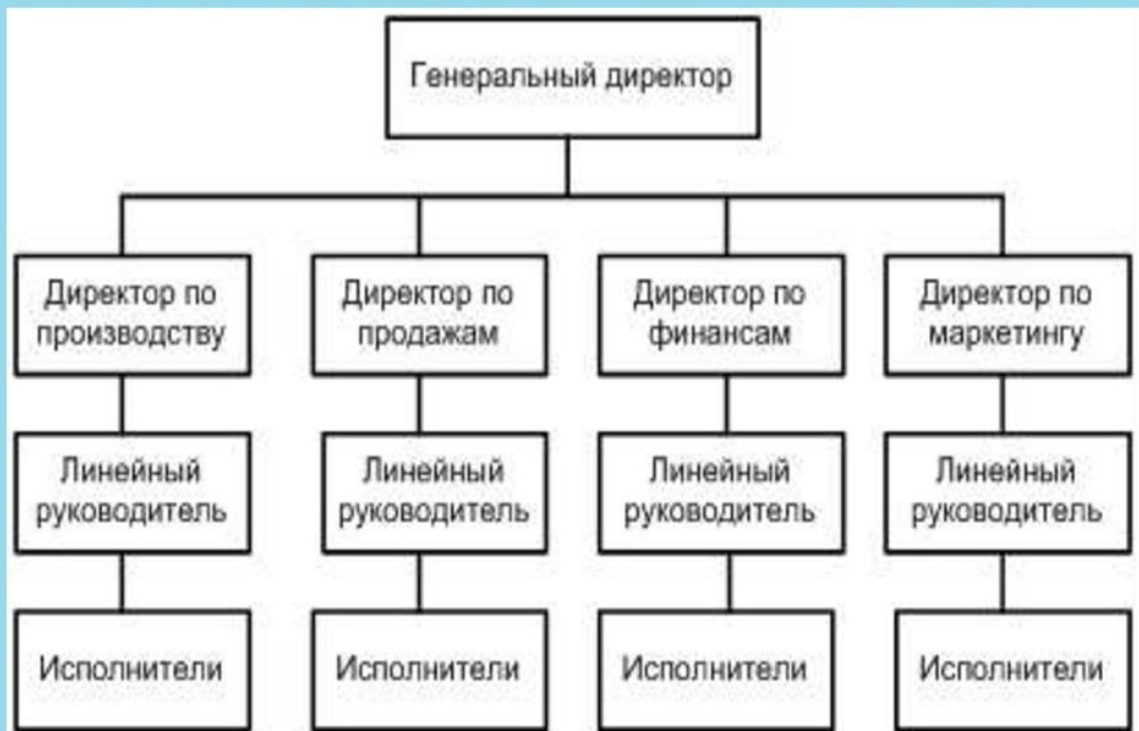 Генеральный директор
Директор по
производству
Директор по
продажам
Директор по
финансам
Директор по
маркетингу
Линейный
руководитель
Линейный
руководитель
Линейный
руководитель
Линейный
руководитель
Исполнители
Исполнители
Исполнители
Исполнители